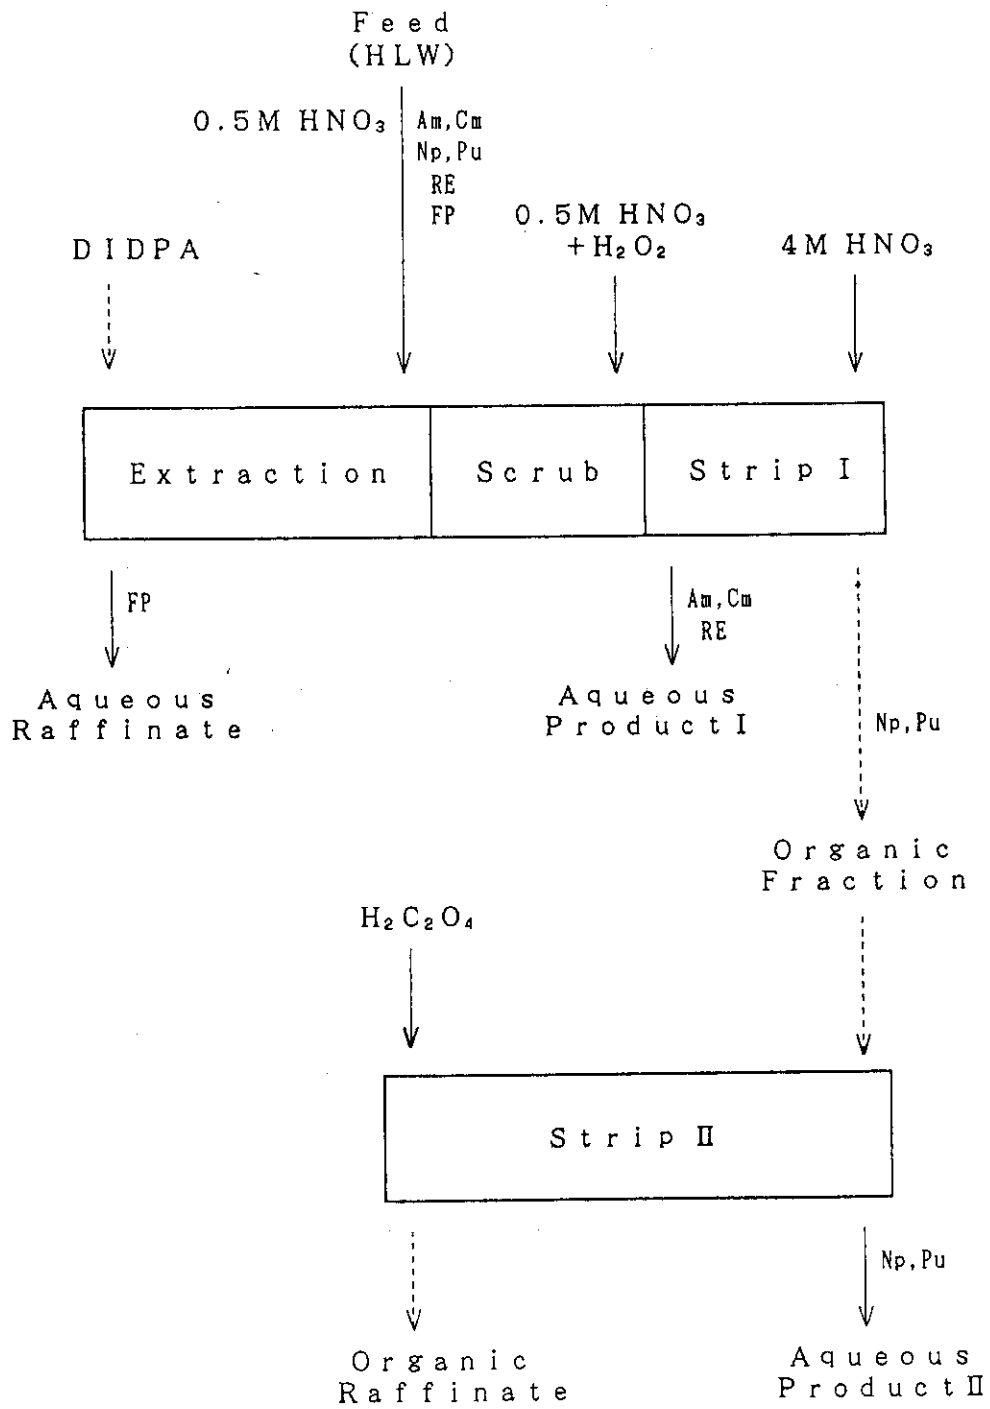 Feed
(HLW)
0.5M HNO₃
Am,Cm
Np,Pu
RE
FP
DIDPA
0.5M HNO₃
+H₂O₂
4M HNO₃
Extraction
Scrub
Strip I
FP
Aqueous
Raffinate
Am,Cm
RE
Aqueous
Product I
Np,Pu
Organic
Fraction
H₂C₂O₄
Strip II
Organic
Raffinate
Np,Pu
Aqueous
Product II